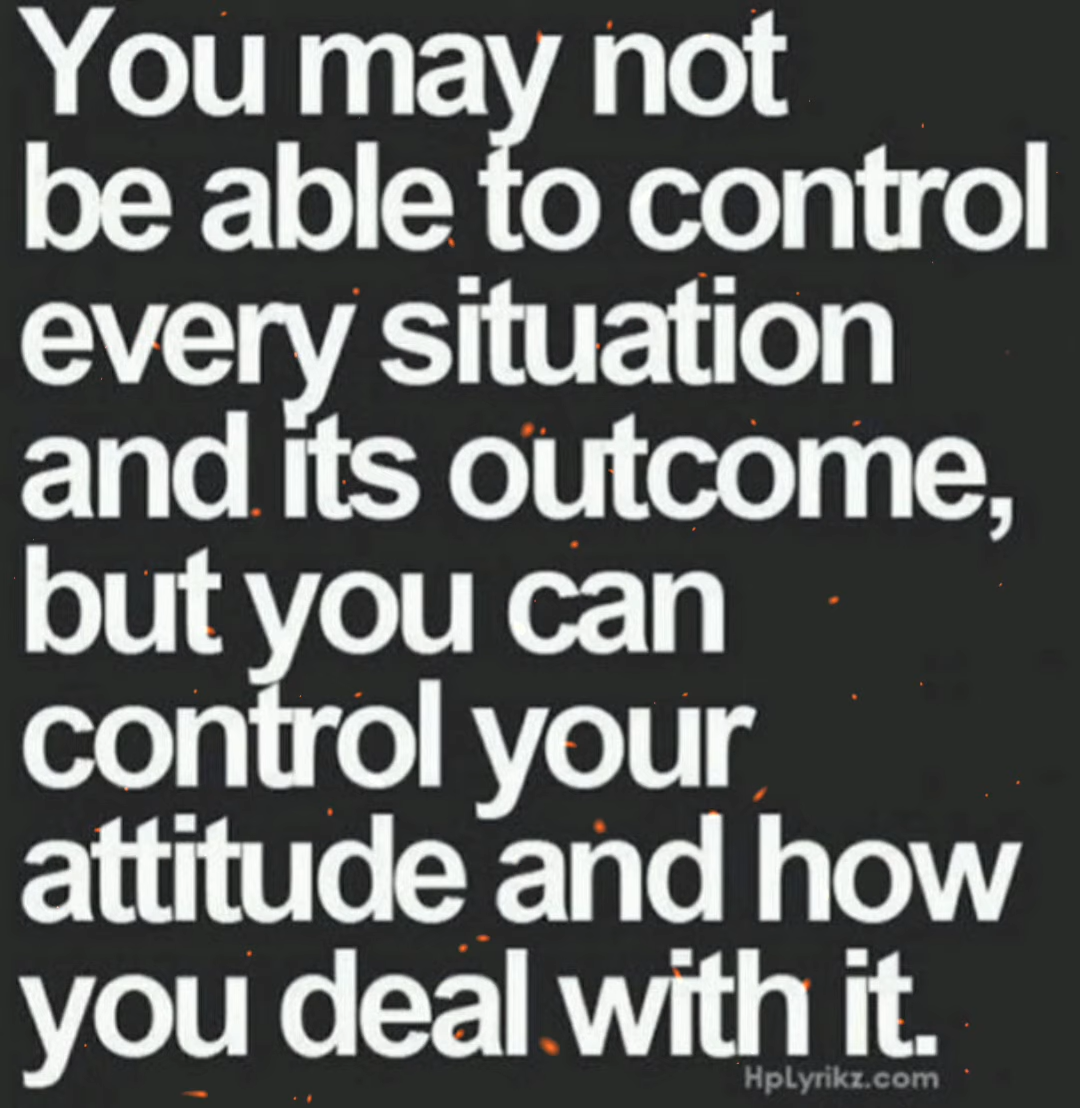 You may not
be able to control
every situation
and its outcome,
but you can
control your
attitude and how
you deal with it.
HpLyrikz.com